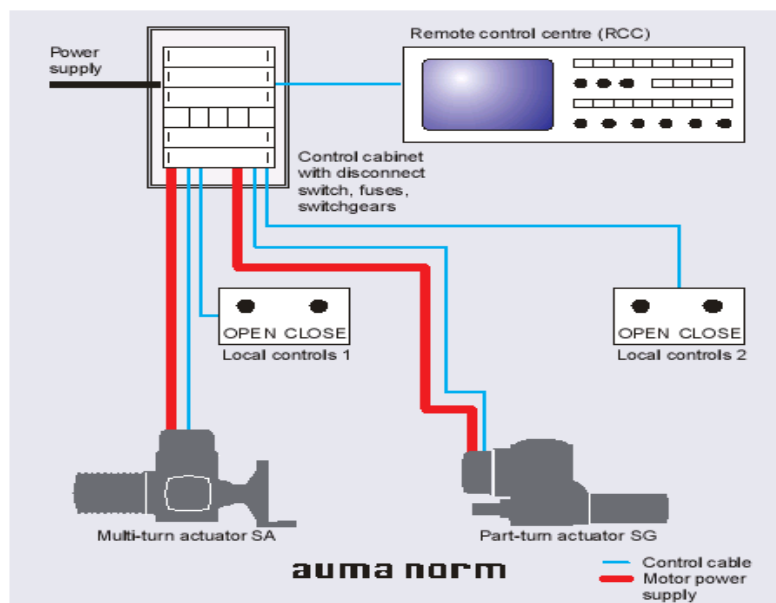 Power
supply
Remote control centre (RCC)
Control cabinet
with disconnect
switch, fuses,
switchgears
OPEN CLOSE
Local controls 1
OPEN CLOSE
Local controls 2
Multi-turn actuator SA
Part-turn actuator SG
auma norm
Control cable
Motor power
supply